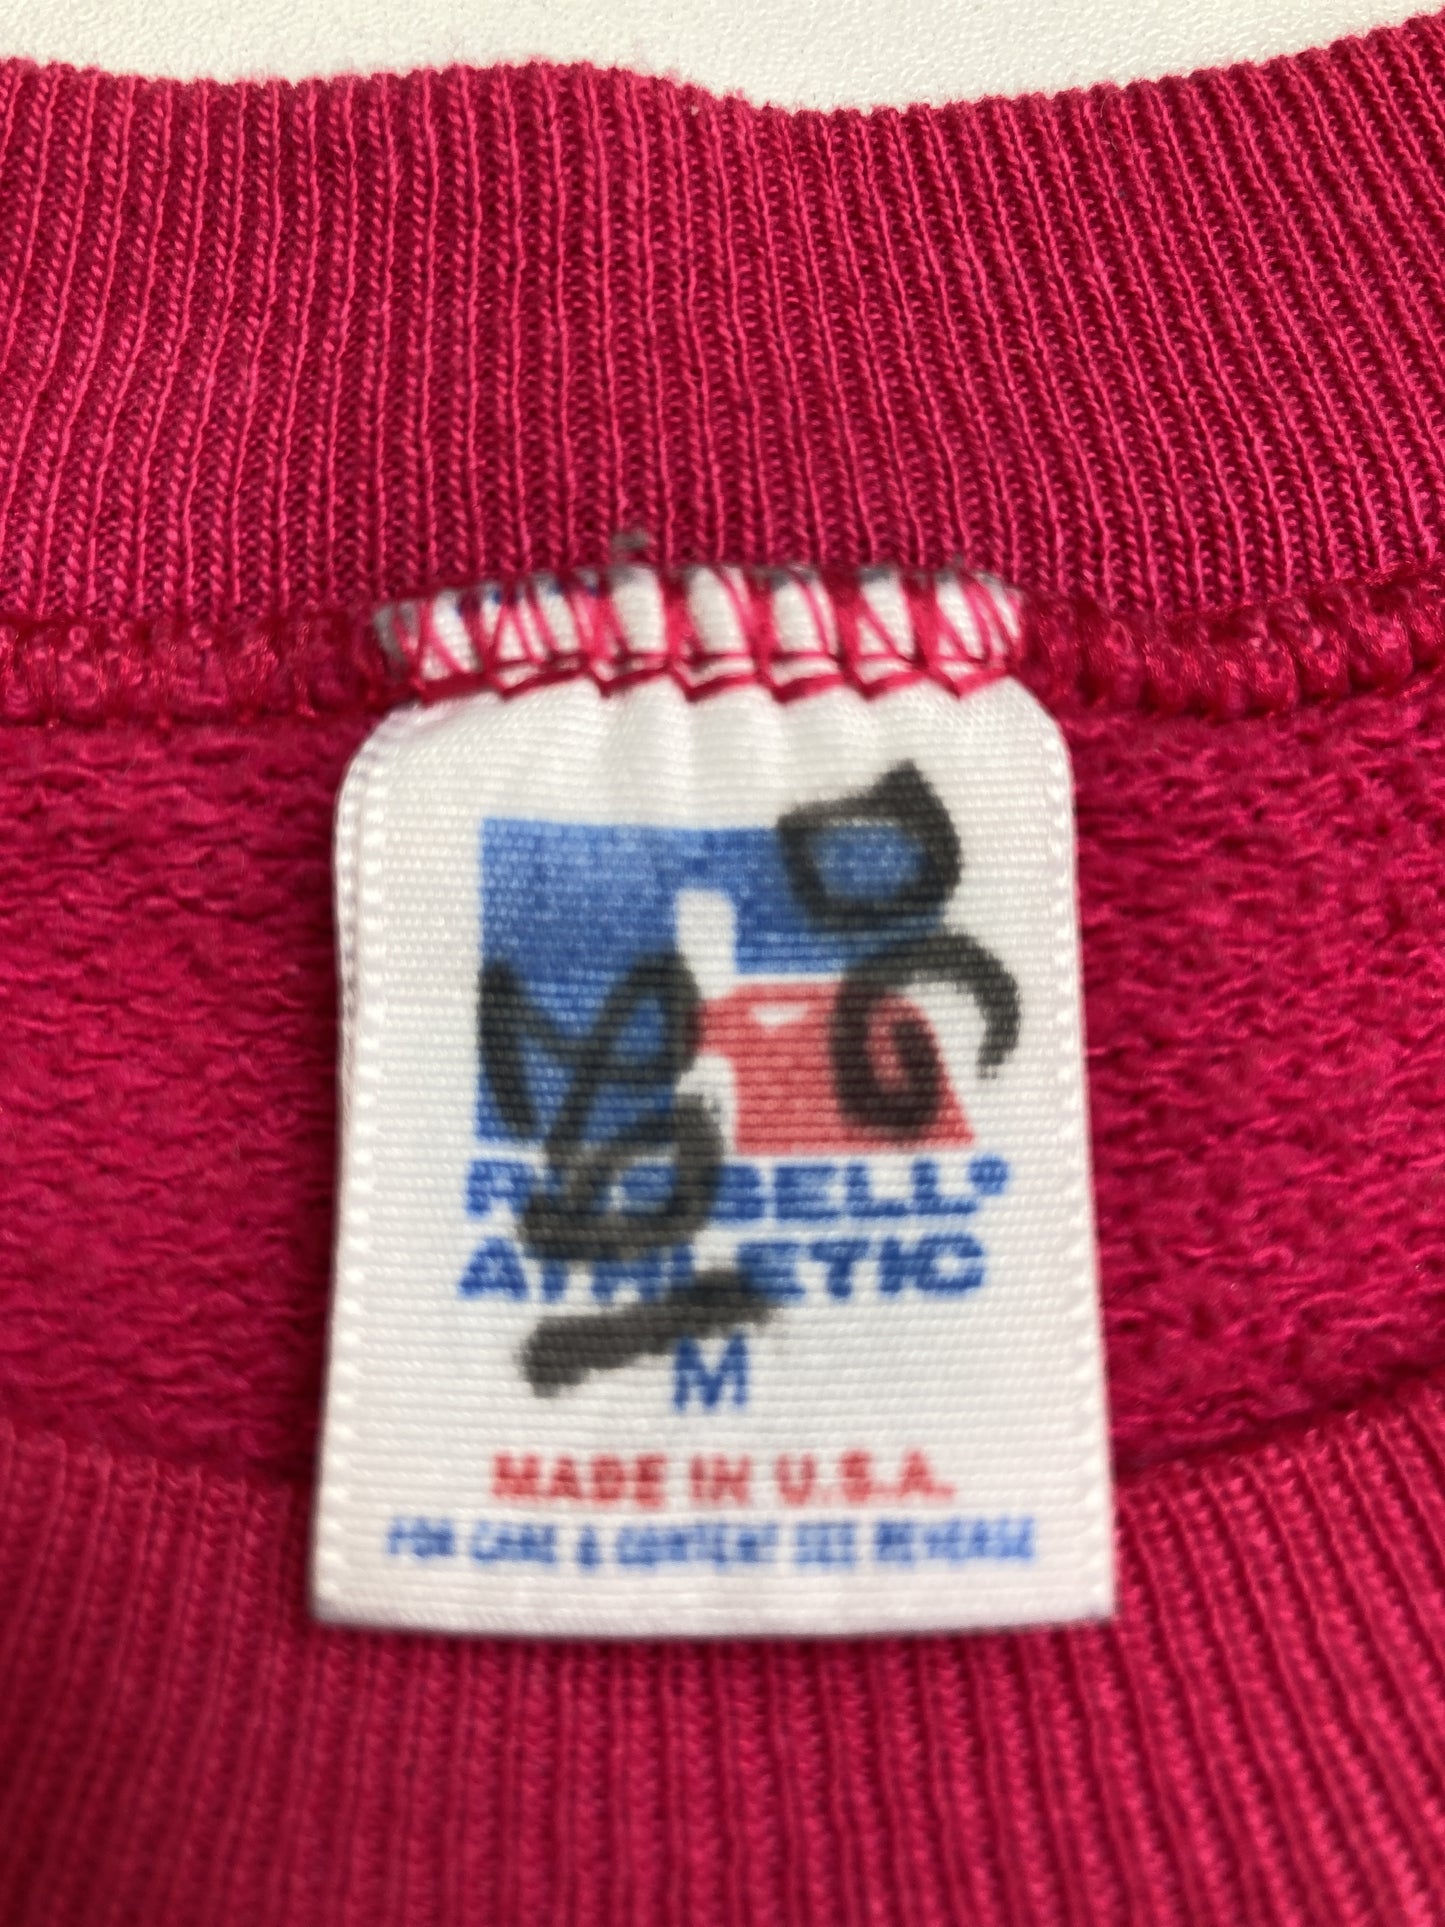 RUSSELL®
ATHLETIC
M
MADE IN U.S.A.
FOR CARE & CONTENT SEE REVERSE